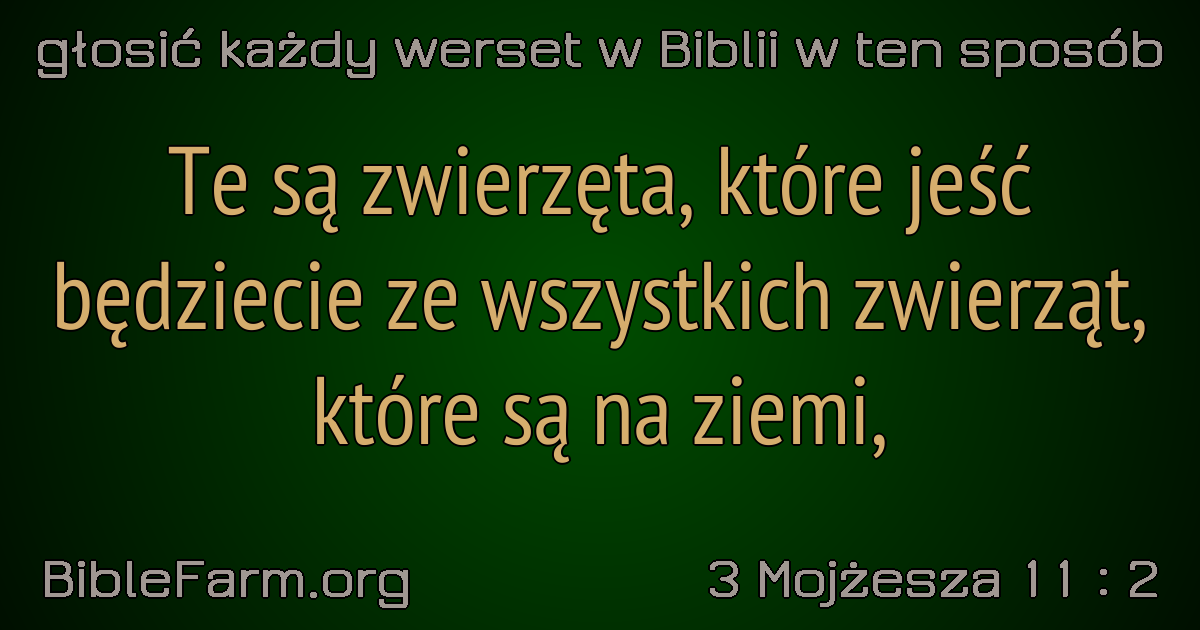 głosić każdy werset w Biblii w ten sposób
Te są zwierzęta, które jeść
będziecie ze wszystkich zwierząt,
które są na ziemi,
BibleFarm.org
3 Mojżesza 11 : 2